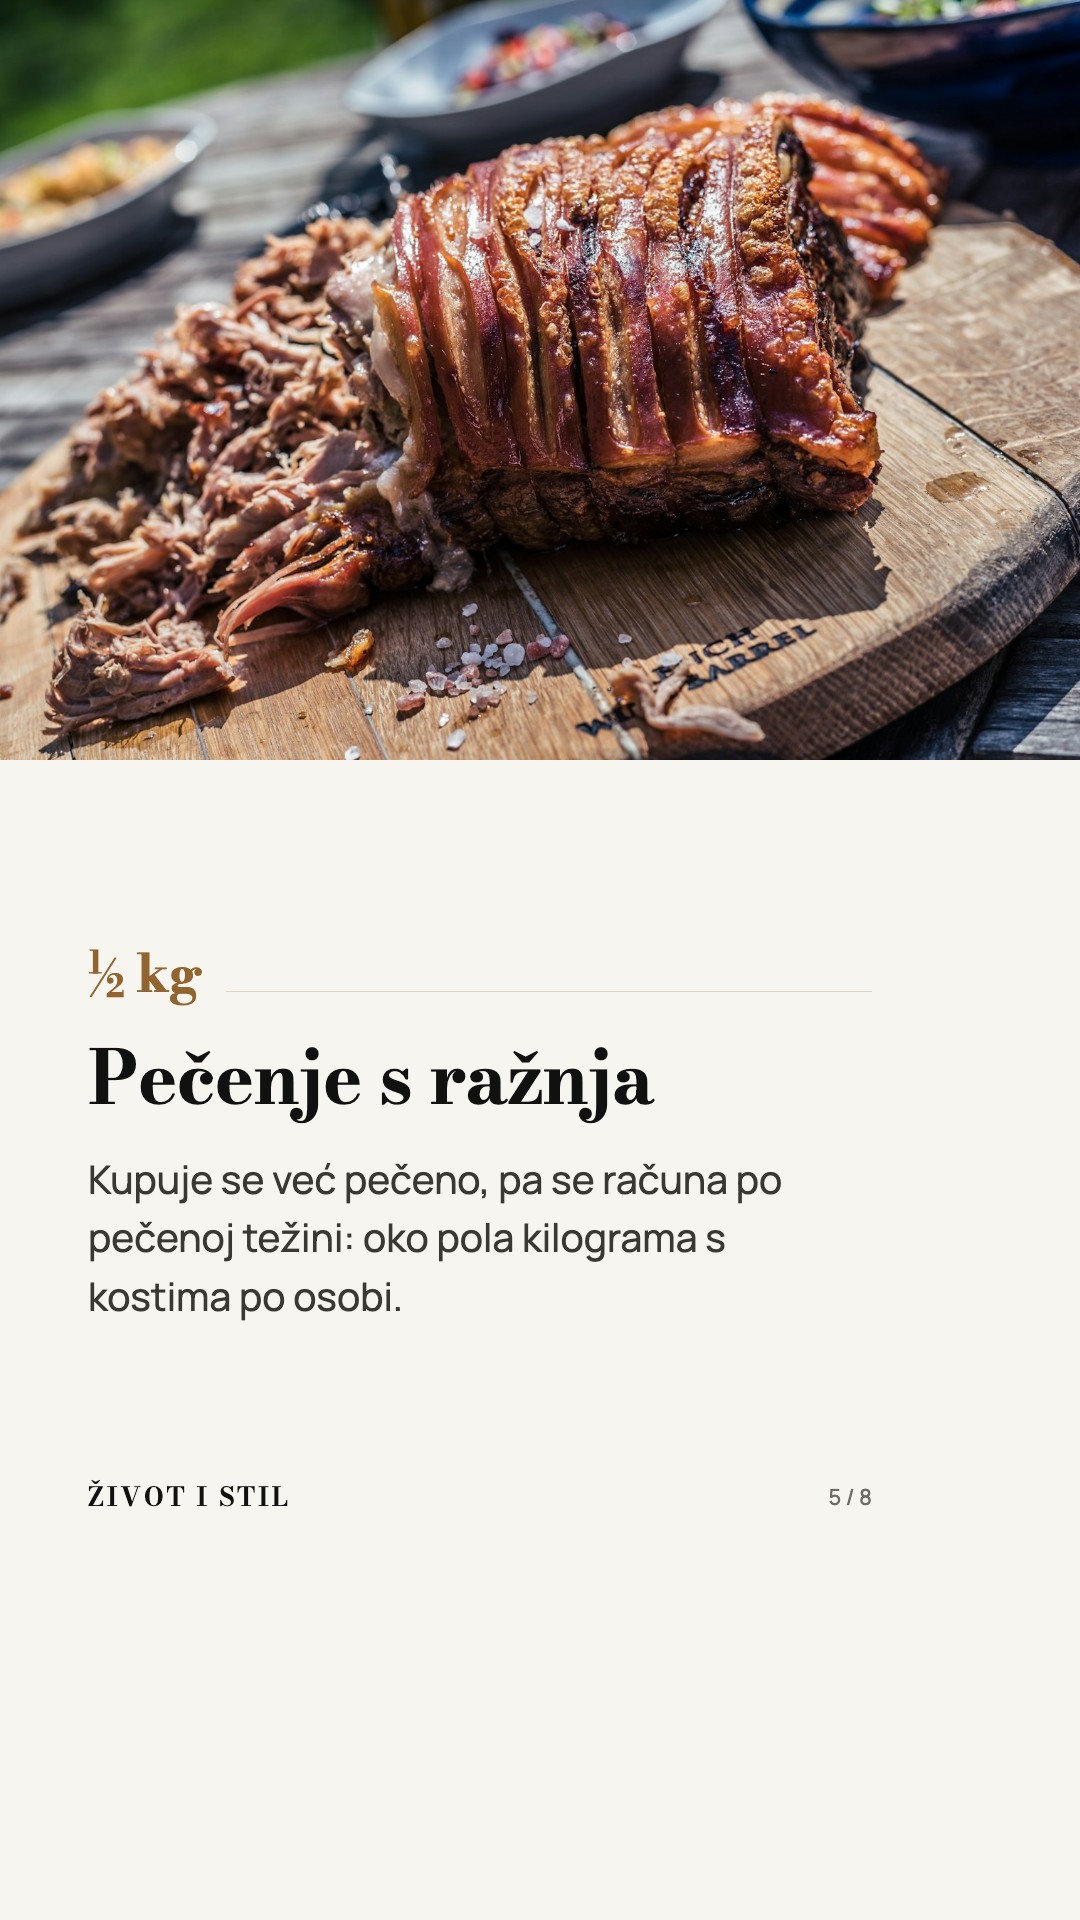 BARREL
½ kg
Pečenje s ražnja
Kupuje se već pečeno, pa se računa po
pečenoj težini: oko pola kilograma s
kostima po osobi.
ŽIVOT I STIL
5 / 8